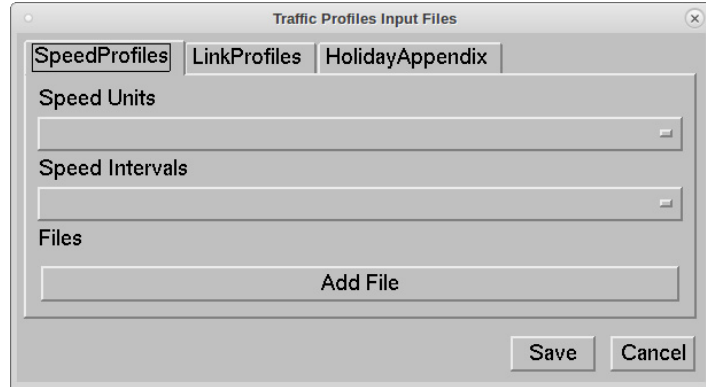 Traffic Profiles Input Files
SpeedProfiles LinkProfiles HolidayAppendix
Speed Units
Speed Intervals
Files
Add File
Save Cancel